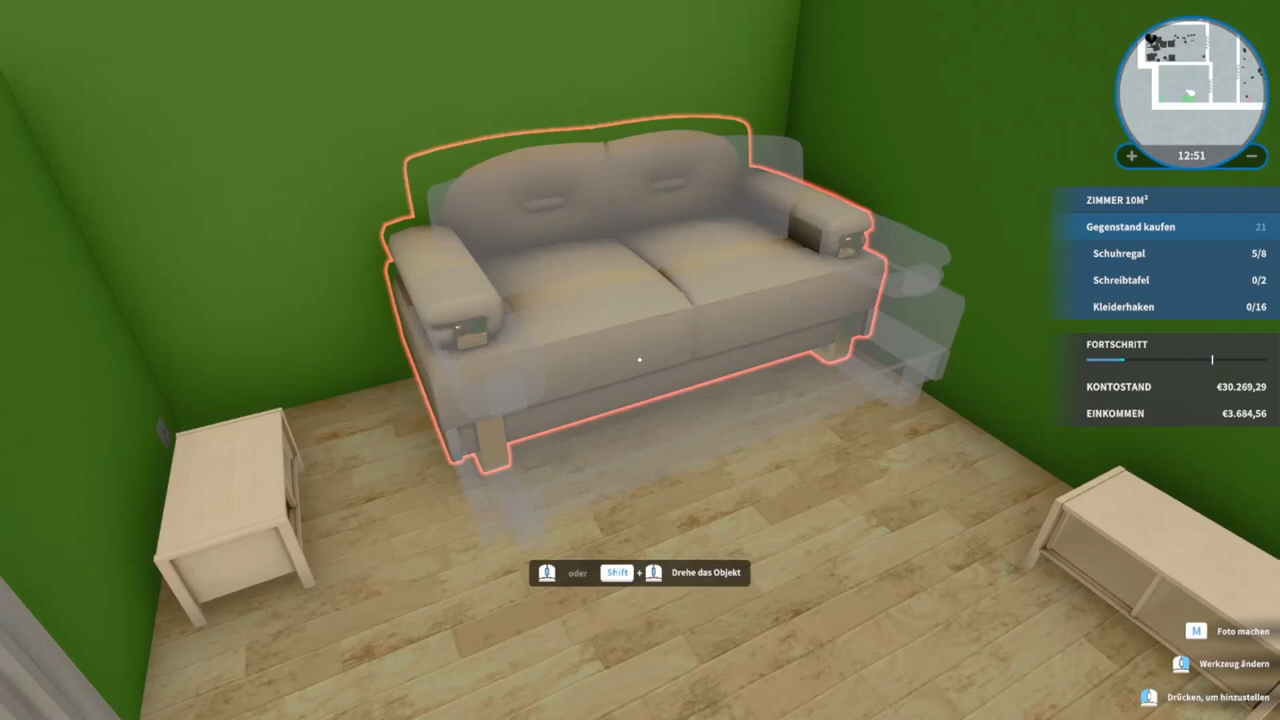 12:51
ZIMMER 10M²
Gegenstand kaufen 21
Schuhregal 5/8
Schreibtafel 0/2
Kleiderhaken 0/16
FORTSCHRITT
KONTOSTAND €30.269,29
EINKOMMEN €3.684,56
oder Shift + Drehe das Objekt
M Foto machen
Werkzeug ändern
Drücken, um hinzustellen